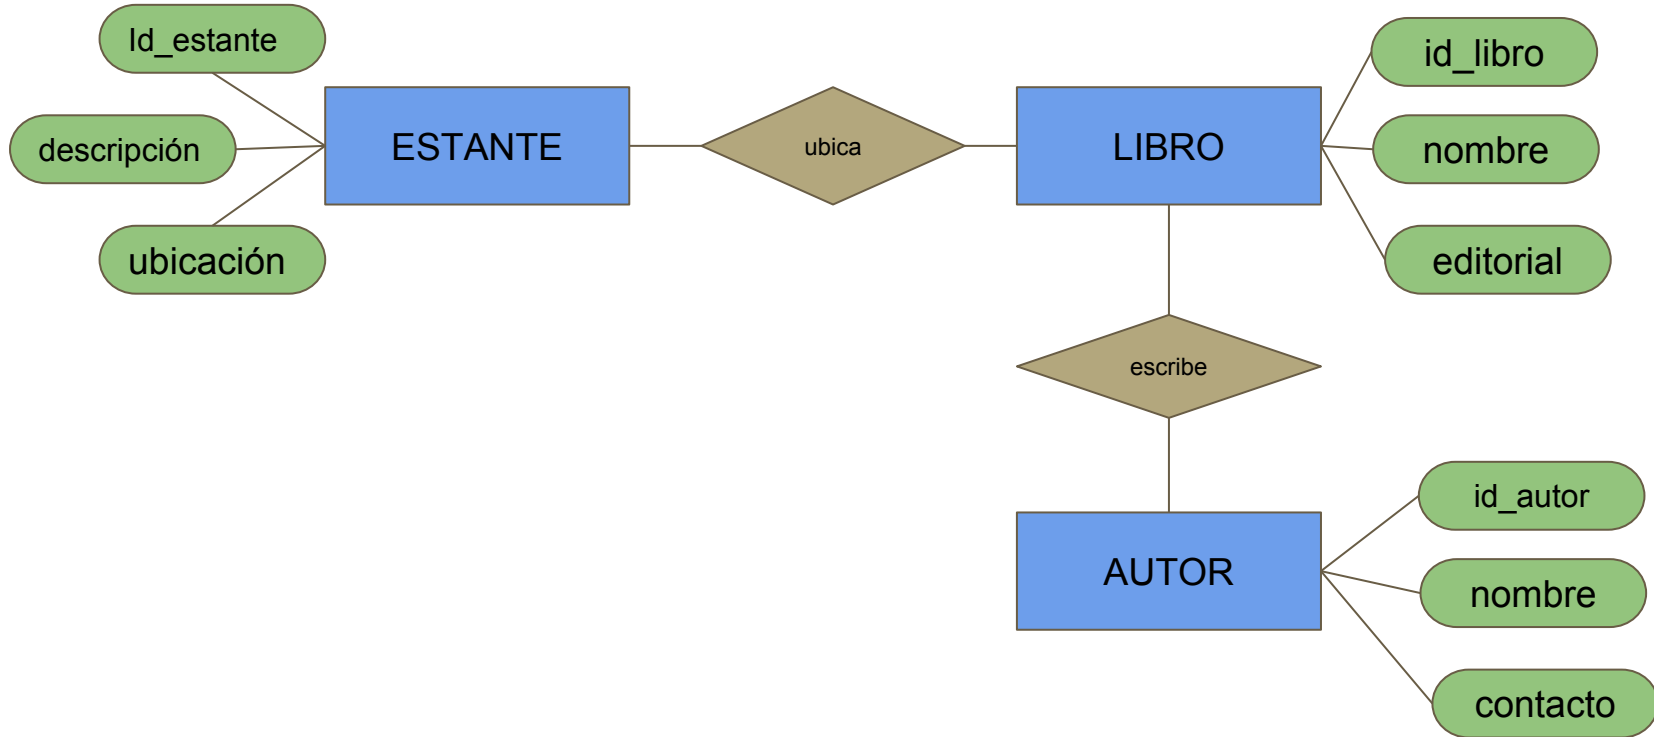 Id_estante
descripción
ubicación
ESTANTE
ubica
LIBRO
id_libro
nombre
editorial
escribe
AUTOR
id_autor
nombre
contacto